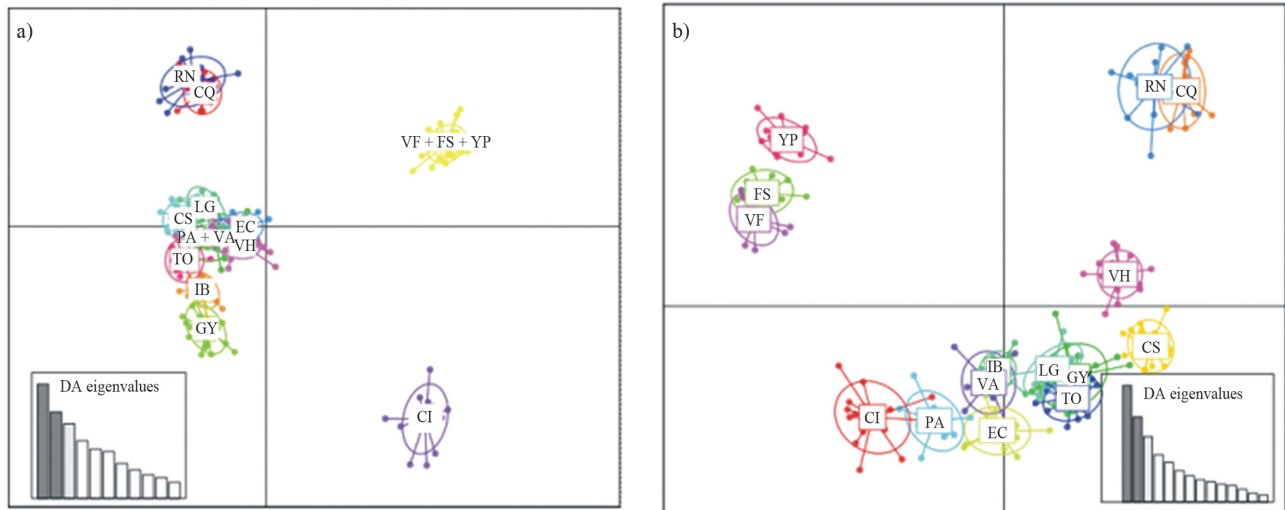 a)
RN
CQ
VF + FS + YP
LG
CS
EC
PA + VA
VH
TO
IB
GY
DA eigenvalues
CI
b)
RN
CQ
YP
FS
VF
VH
CS
IB
LG
GY
VA
TO
CI
PA
EC
DA eigenvalues